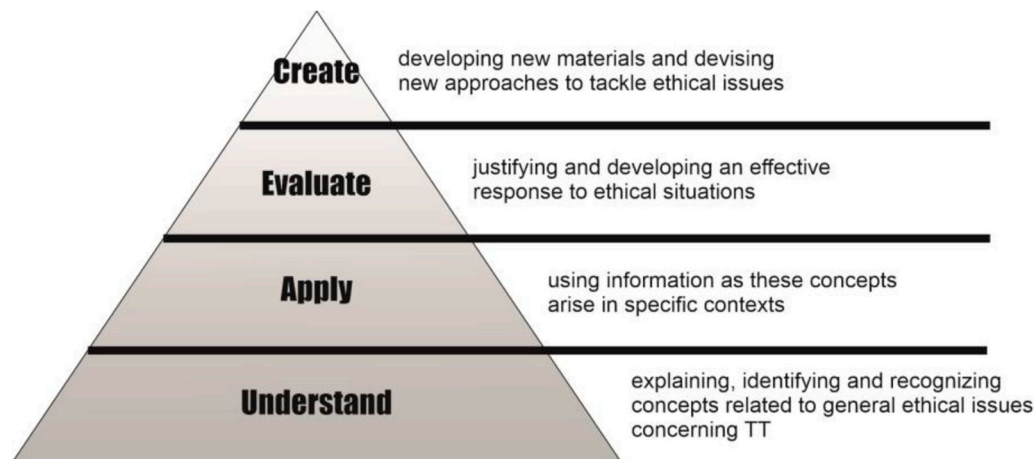 Create
developing new materials and devising
new approaches to tackle ethical issues
Evaluate
justifying and developing an effective
response to ethical situations
Apply
using information as these concepts
arise in specific contexts
Understand
explaining, identifying and recognizing
concepts related to general ethical issues
concerning TT